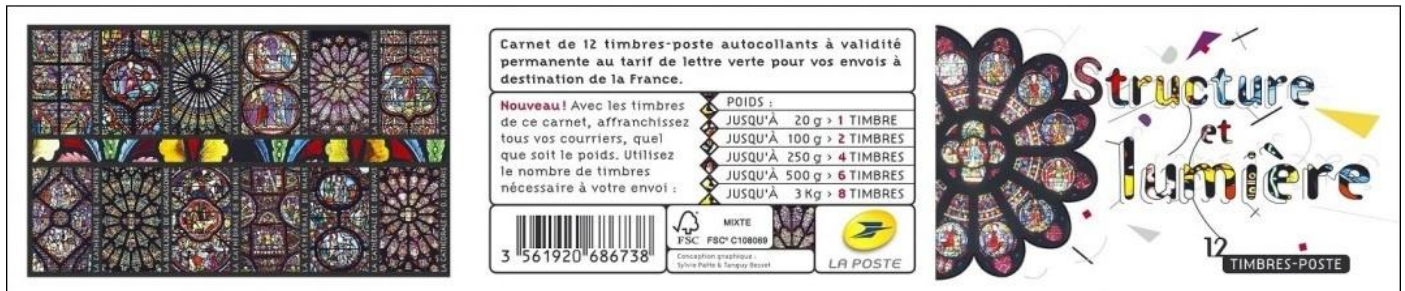 Carnet de 12 timbres-poste autocollants à validité
permanente au tarif de lettre verte pour vos envois à
destination de la France.
Nouveau! Avec les timbres
de ce carnet, affranchissez
tous vos courriers, quel
que soit le poids. Utilisez
le nombre de timbres
nécessaire à votre envoi :
POIDS :
JUSQU'À 20 g > 1 TIMBRE
JUSQU'À 100 g > 2 TIMBRES
JUSQU'À 250 g > 4 TIMBRES
JUSQU'À 500 g > 6 TIMBRES
JUSQU'À 3 Kg > 8 TIMBRES
3 561920 686738
FSC
MIXTE
FSC® C108069
Conception graphique :
Sylvie Patte & Tanguy Besset
LA POSTE
Structure
et
lumière
12
TIMBRES-POSTE